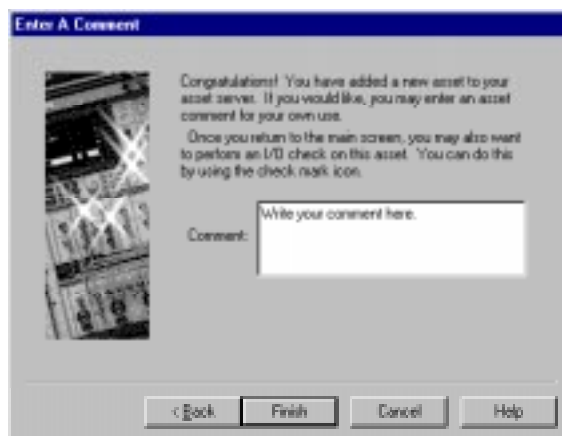 Enter A Comment
Congratulations! You have added a new asset to your
asset server. If you would like, you may enter an asset
comment for your own use.
Once you return to the main screen, you may also want
to perform an I/O check on this asset. You can do this
by using the check mark icon.
Comment:
Write your comment here.
< Back
Finish
Cancel
Help